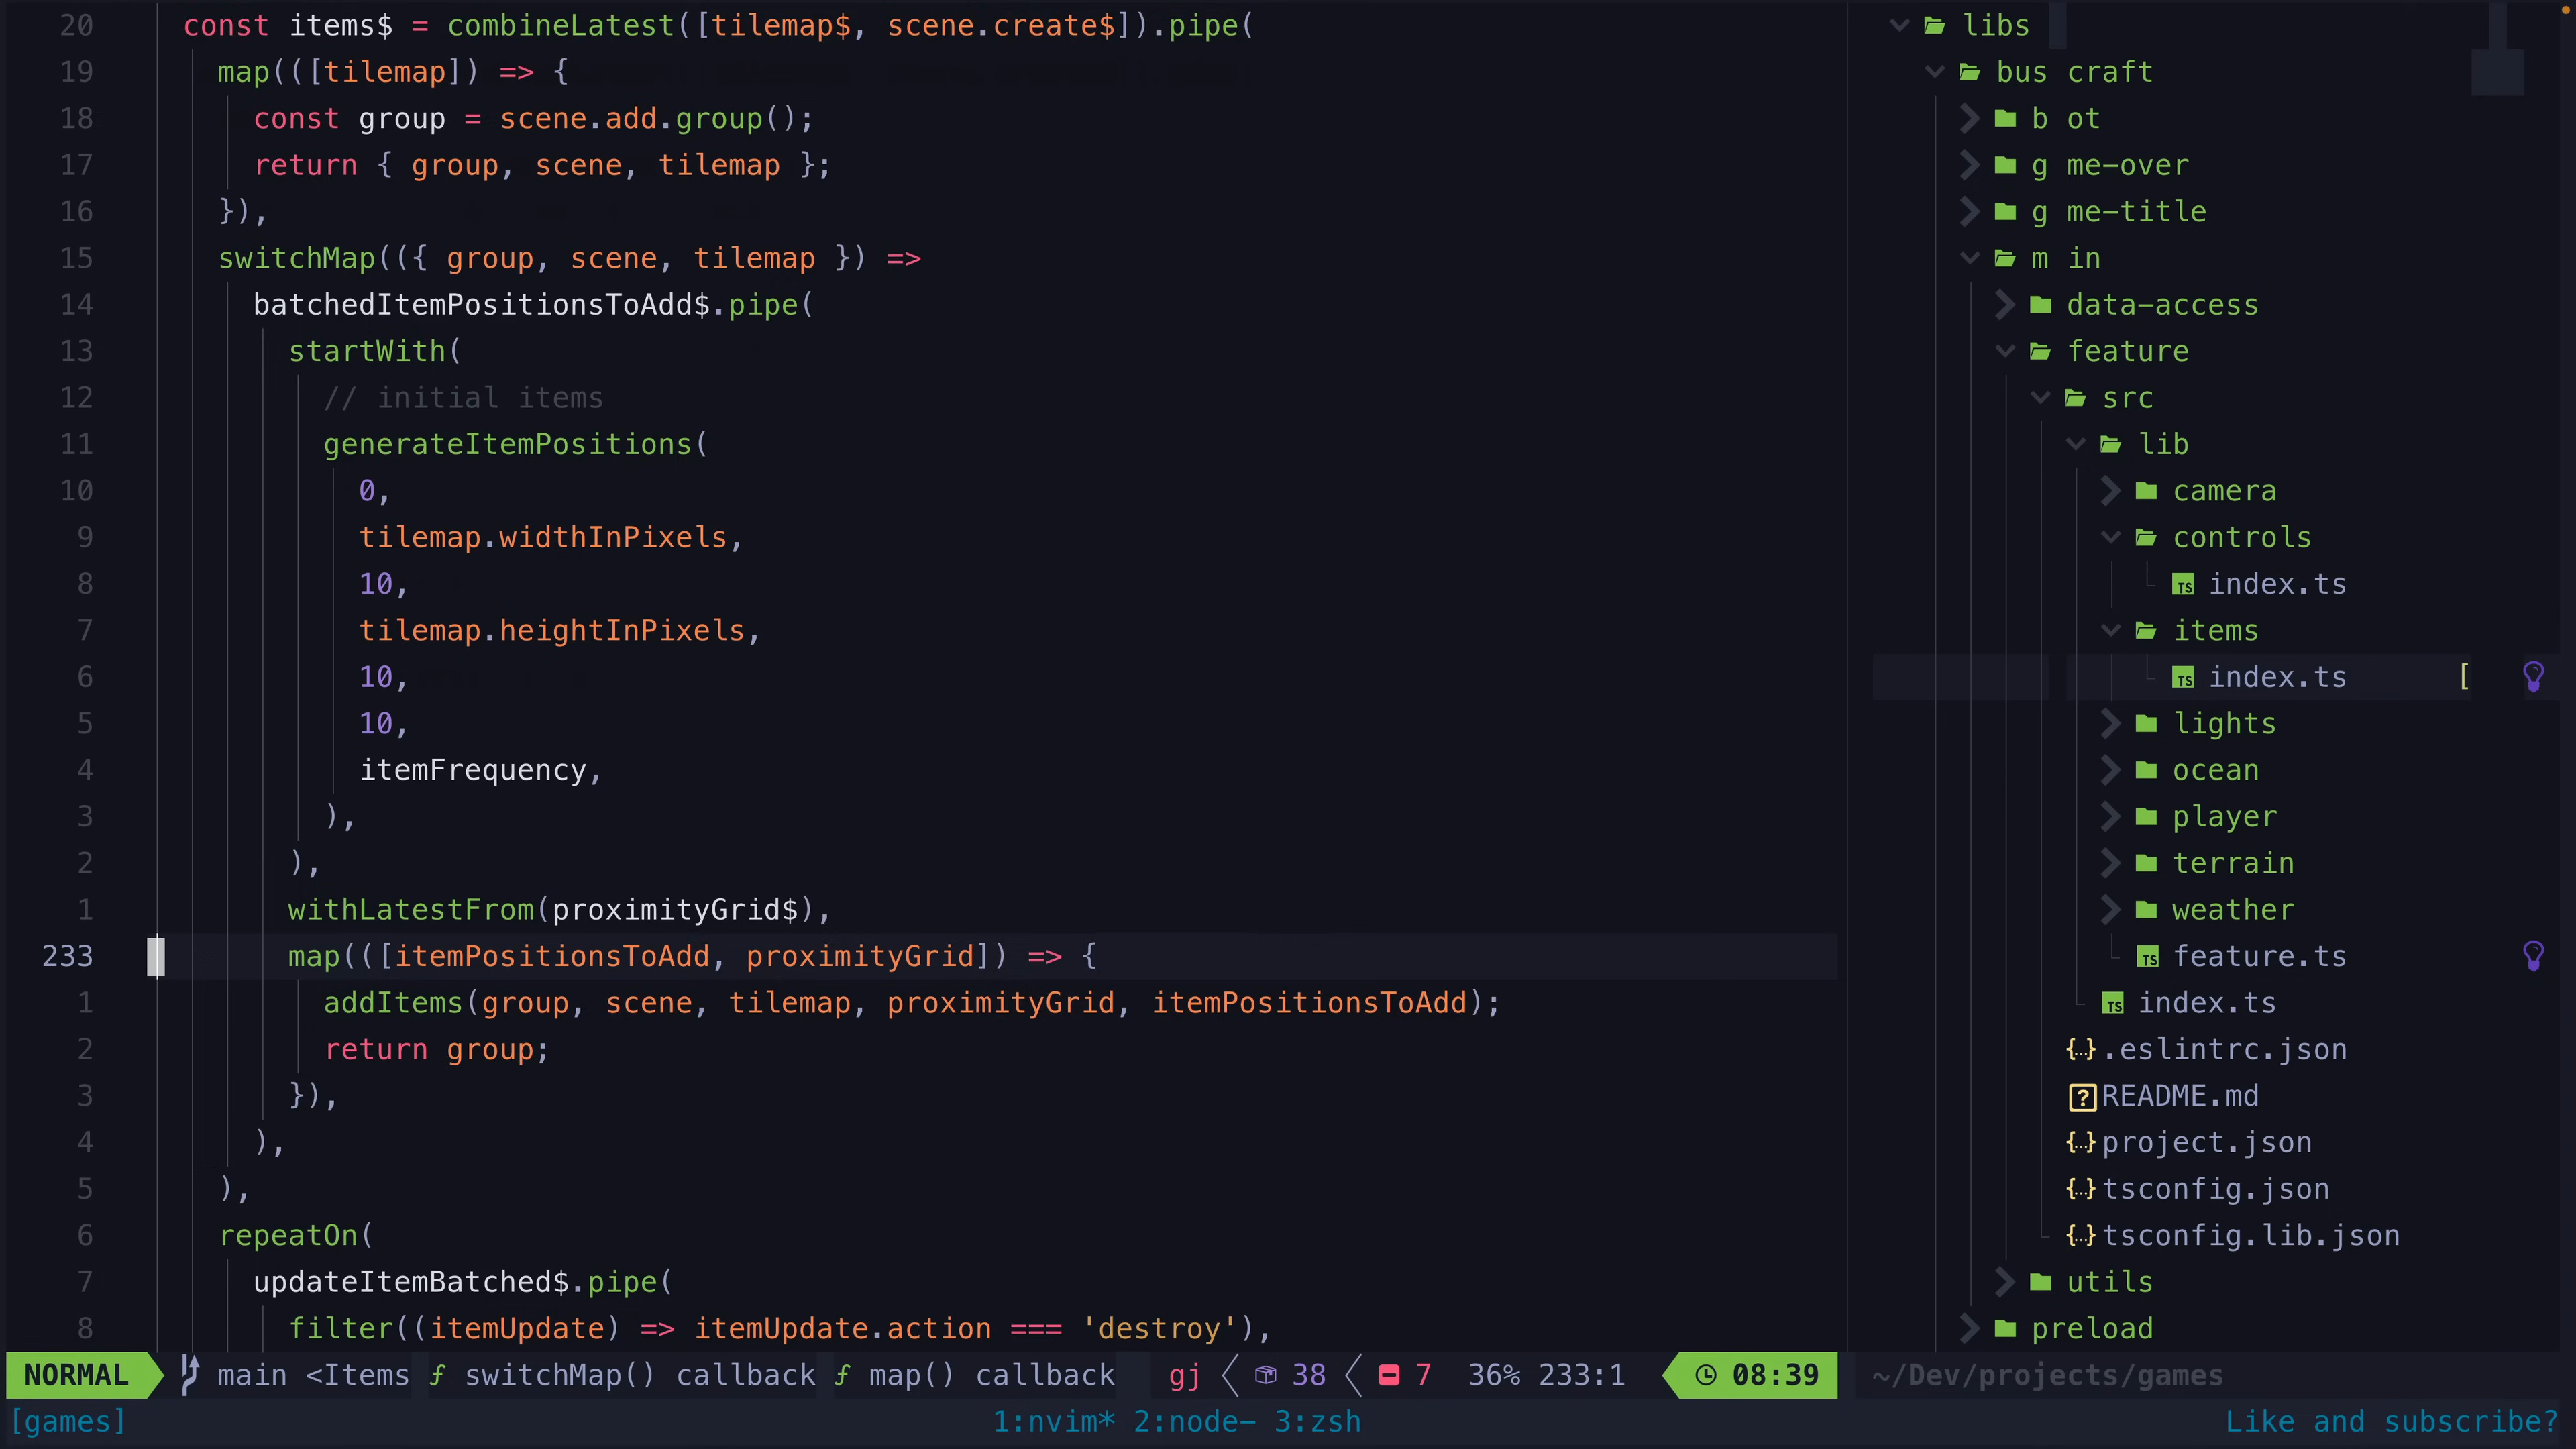 20 const items$ = combineLatest([tilemap$, scene.create$]).pipe(
19 map(([tilemap]) => {
18 const group = scene.add.group();
17 return { group, scene, tilemap };
16 }),
15 switchMap(({ group, scene, tilemap }) =>
14 batchedItemPositionsToAdd$.pipe(
13 startWith(
12 // initial items
11 generateItemPositions(
10 0,
9 tilemap.widthInPixels,
8 10,
7 tilemap.heightInPixels,
6 10,
5 10,
4 itemFrequency,
3 ),
2 ),
1 withLatestFrom(proximityGrid$),
233 map(([itemPositionsToAdd, proximityGrid]) => {
1 addItems(group, scene, tilemap, proximityGrid, itemPositionsToAdd);
2 return group;
3 }),
4 ),
5 ),
6 repeatOn(
7 updateItemBatched$.pipe(
8 filter((itemUpdate) => itemUpdate.action === 'destroy'),
libs
bus craft
b ot
g me-over
g me-title
m in
data-access
feature
src
lib
camera
controls
TS index.ts
items
TS index.ts [
lights
ocean
player
terrain
weather
TS feature.ts
TS index.ts
{..} .eslintrc.json
? README.md
{..} project.json
{..} tsconfig.json
{..} tsconfig.lib.json
utils
preload
NORMAL main <Items f switchMap() callback f map() callback gj 38 7 36% 233:1 08:39 ~/Dev/projects/games
[games] 1:nvim* 2:node- 3:zsh Like and subscribe?